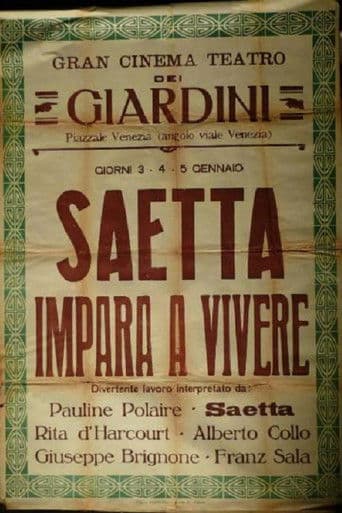 GRAN CINEMA TEATRO
DEI
GIARDINI
Piazzale Venezia (angolo viale Venezia)
GIORNI 3 - 4 - 5 GENNAIO
SAETTA
IMPARA A VIVERE
Divertente lavoro interpretato da:
Pauline Polaire · Saetta
Rita d'Harcourt · Alberto Collo
Giuseppe Brignone · Franz Sala